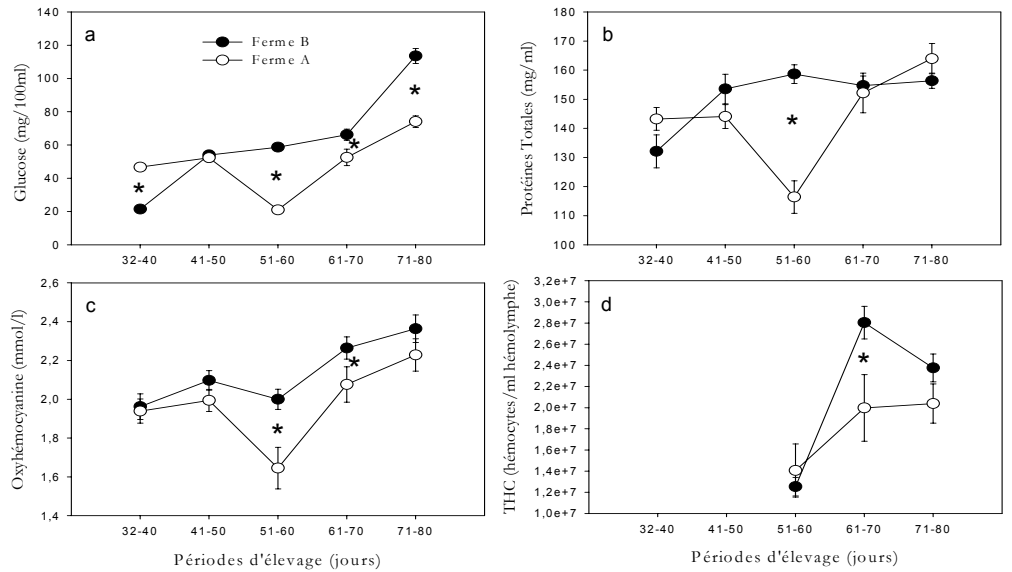 a
Ferme B
Ferme A
Glucose (mg/100ml)
140
120
100
80
60
40
20
0
*
*
*
*
32-40
41-50
51-60
61-70
71-80
b
Protéines Totales (mg/ml)
180
170
160
150
140
130
120
110
100
*
32-40
41-50
51-60
61-70
71-80
c
Oxyhémocyanine (mmol/l)
2,6
2,4
2,2
2,0
1,8
1,6
1,4
*
*
32-40
41-50
51-60
61-70
71-80
Périodes d'élevage (jours)
d
THC (hémocytes/ml hémolymphe)
3,2e+7
3,0e+7
2,8e+7
2,6e+7
2,4e+7
2,2e+7
2,0e+7
1,8e+7
1,6e+7
1,4e+7
1,2e+7
1,0e+7
*
32-40
41-50
51-60
61-70
71-80
Périodes d'élevage (jours)